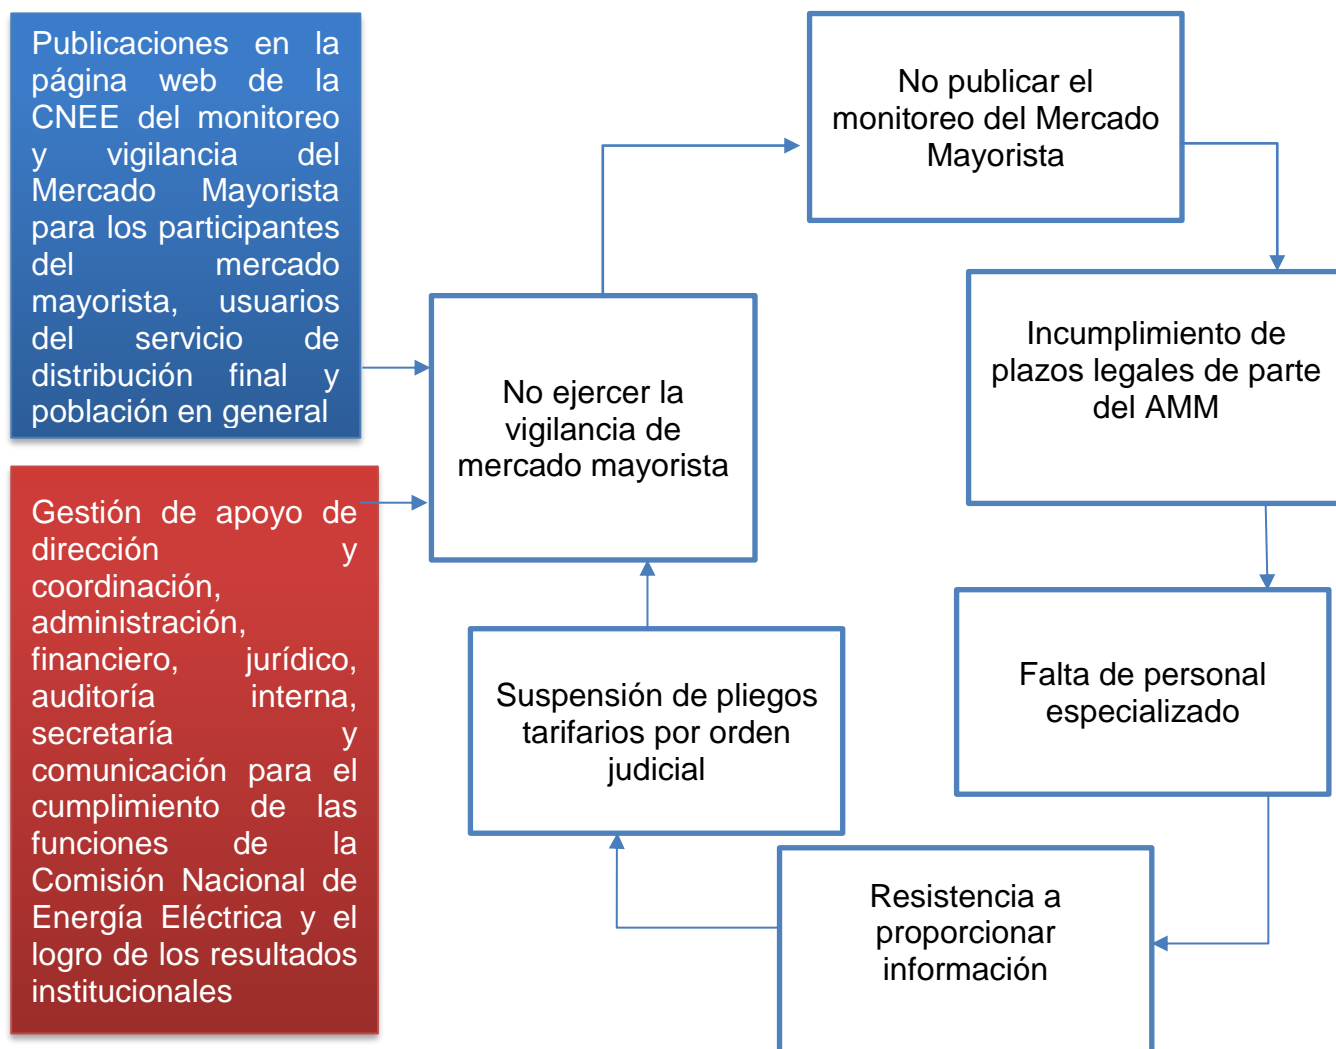 Publicaciones en la
página web de la
CNEE del monitoreo
y vigilancia del
Mercado Mayorista
para los participantes
del mercado
mayorista, usuarios
del servicio de
distribución final y
población en general
Gestión de apoyo de
dirección y
coordinación,
administración,
financiero, jurídico,
auditoría interna,
secretaría y
comunicación para el
cumplimiento de las
funciones de la
Comisión Nacional de
Energía Eléctrica y el
logro de los resultados
institucionales
No ejercer la
vigilancia de
mercado mayorista
No publicar el
monitoreo del Mercado
Mayorista
Incumplimiento de
plazos legales de parte
del AMM
Falta de personal
especializado
Resistencia a
proporcionar
información
Suspensión de pliegos
tarifarios por orden
judicial